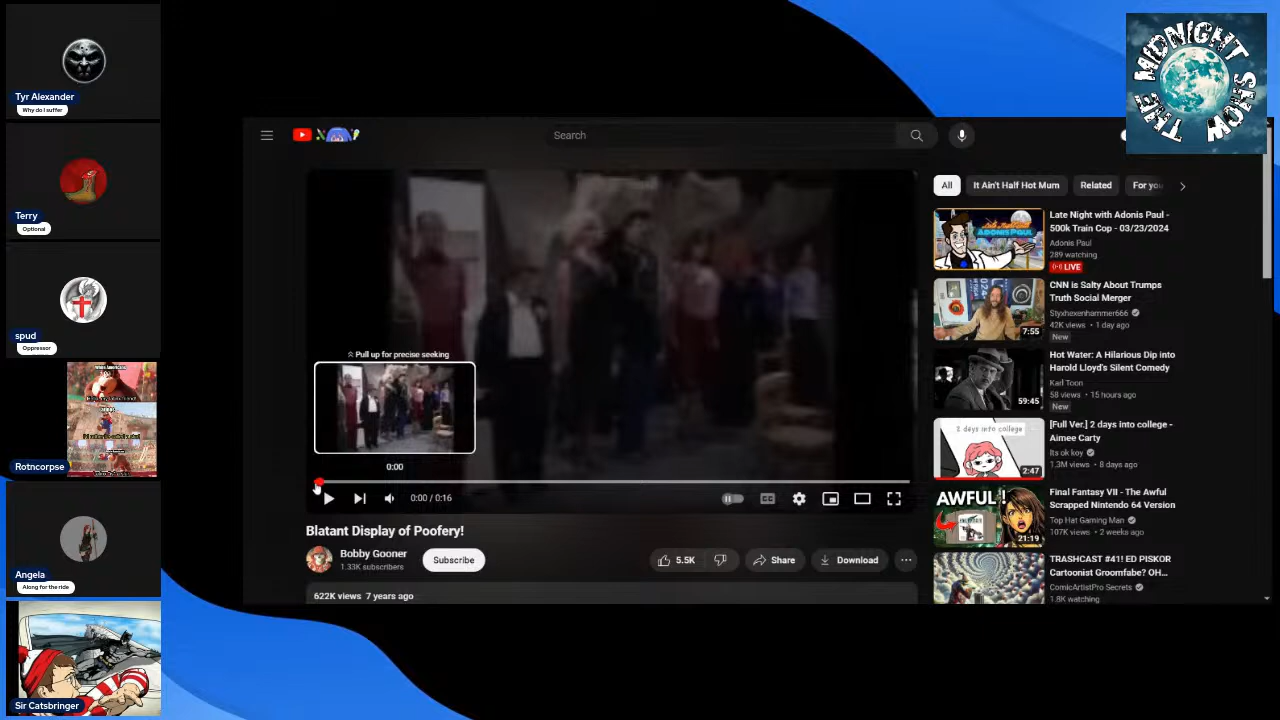 Tyr Alexander
Why do I suffer
Terry
Optional
spud
Oppressor
Rotncorpse
Angela
Along for the ride
Sir Catsbringer
THE MIDNIGHT SHOW
Search
Pull up for precise seeking
0:00
0:00 / 0:16
CC
Blatant Display of Poofery!
Bobby Gooner
1.33K subscribers
Subscribe
5.5K
Share
Download
622K views 7 years ago
All
It Ain't Half Hot Mum
Related
For you
Late Night with Adonis Paul -
500k Train Cop - 03/23/2024
Adonis Paul
289 watching
LIVE
ADONIS PAUL
CNN is Salty About Trumps
Truth Social Merger
Styxhexenhammer666
42K views • 1 day ago
New
7:55
Hot Water: A Hilarious Dip into
Harold Lloyd's Silent Comedy
Karl Toon
58 views • 15 hours ago
New
59:45
[Full Ver.] 2 days into college -
Aimee Carty
Its ok key
1.3M views • 8 days ago
2 days into college
2:47
Final Fantasy VII - The Awful
Scrapped Nintendo 64 Version
Top Hat Gaming Man
107K views • 2 weeks ago
AWFUL!
21:19
TRASHCAST #41! ED PISKOR
Cartoonist Groomfabe? OH...
ComicArtistPro Secrets
1.8K watching